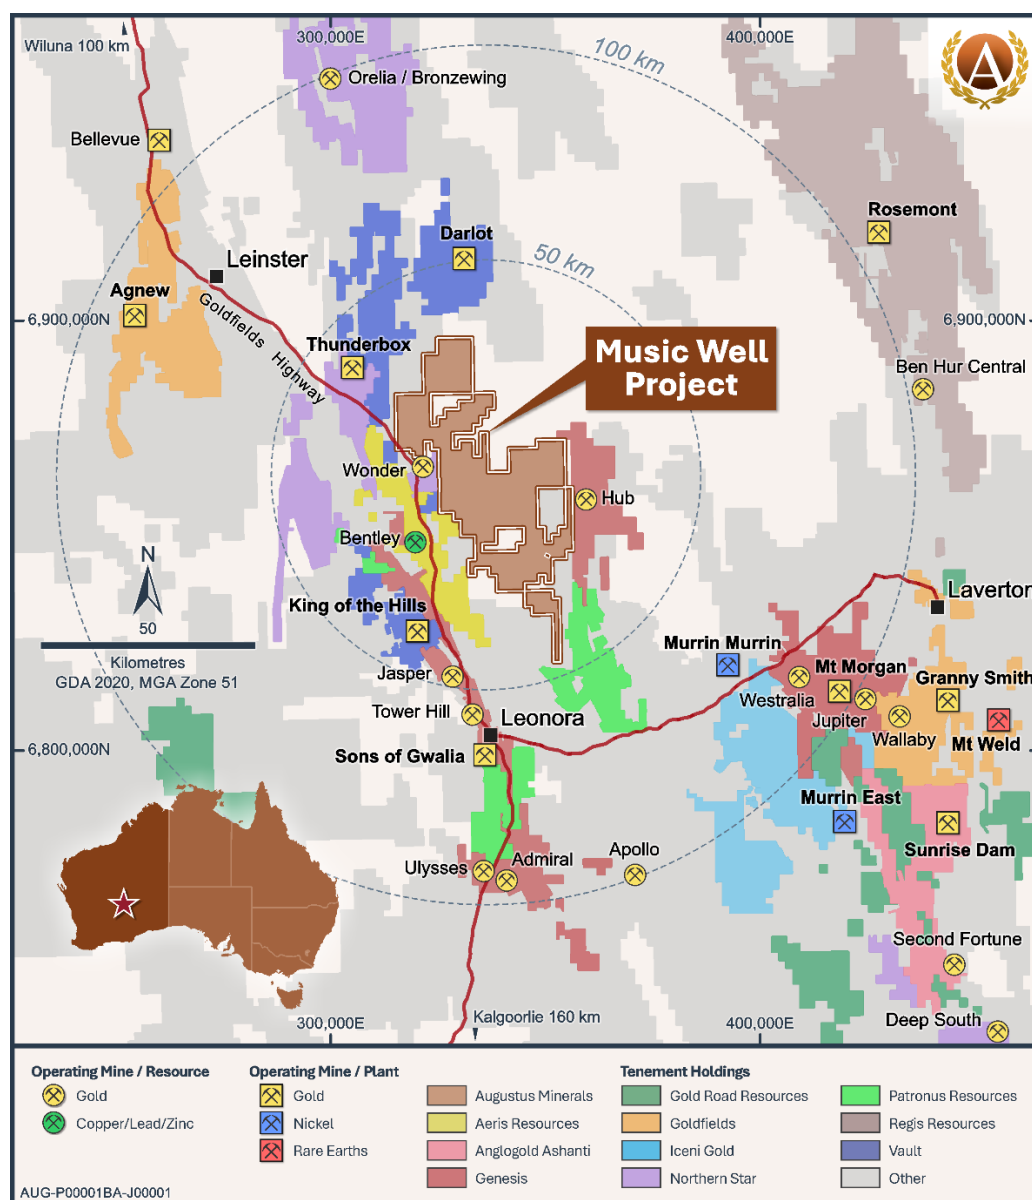 Wiluna 100 km
300,000E
400,000E
100 km
A
Orelia / Bronzewing
Bellevue
Rosemont
Darlot
50 km
Leinster
Agnew
Goldfields Highway
6,900,000N
6,900,000N
Thunderbox
Music Well
Project
Ben Hur Central
Wonder
Hub
Bentley
N
50
Kilometres
GDA 2020, MGA Zone 51
King of the Hills
Laverton
Murrin Murrin
Jasper
Mt Morgan
Granny Smith
Westralia
Jupiter
Tower Hill
Leonora
Wallaby
Mt Weld
6,800,000N
6,800,000N
Sons of Gwalia
Murrin East
Sunrise Dam
Ulysses
Admiral
Apollo
Second Fortune
Deep South
300,000E
Kalgoorlie 160 km
400,000E
Operating Mine / Resource
Gold
Copper/Lead/Zinc
Operating Mine / Plant
Gold
Nickel
Rare Earths
Tenement Holdings
Augustus Minerals
Aeris Resources
Anglogold Ashanti
Genesis
Gold Road Resources
Goldfields
Iceni Gold
Northern Star
Patronus Resources
Regis Resources
Vault
Other
AUG-P00001BA-J00001